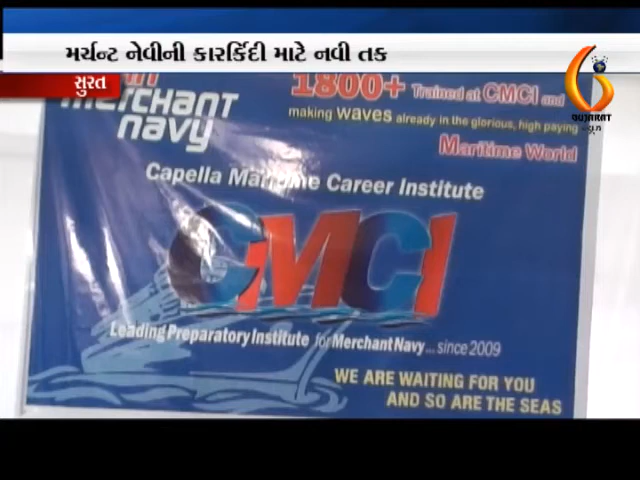 મર્ચન્ટ નેવીની કારકિંદી માટે નવી તક
સુરત
GUJARAT
merchant
navy
1800+ Trained at CMCI and
making waves already in the glorious, high paying
Maritime World
Capella Maritime Career Institute
CMCI
Leading Preparatory Institute for Merchant Navy... since 2009
WE ARE WAITING FOR YOU
AND SO ARE THE SEAS